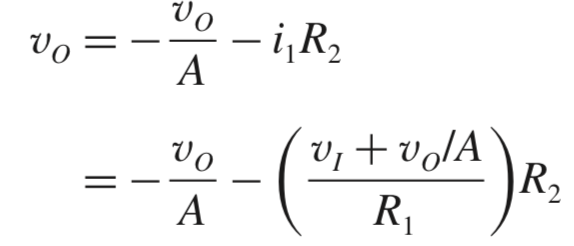 v_O = − v_O/A − i_1R_2
= − v_O/A − ((v_I + v_O/A)/R_1)R_2